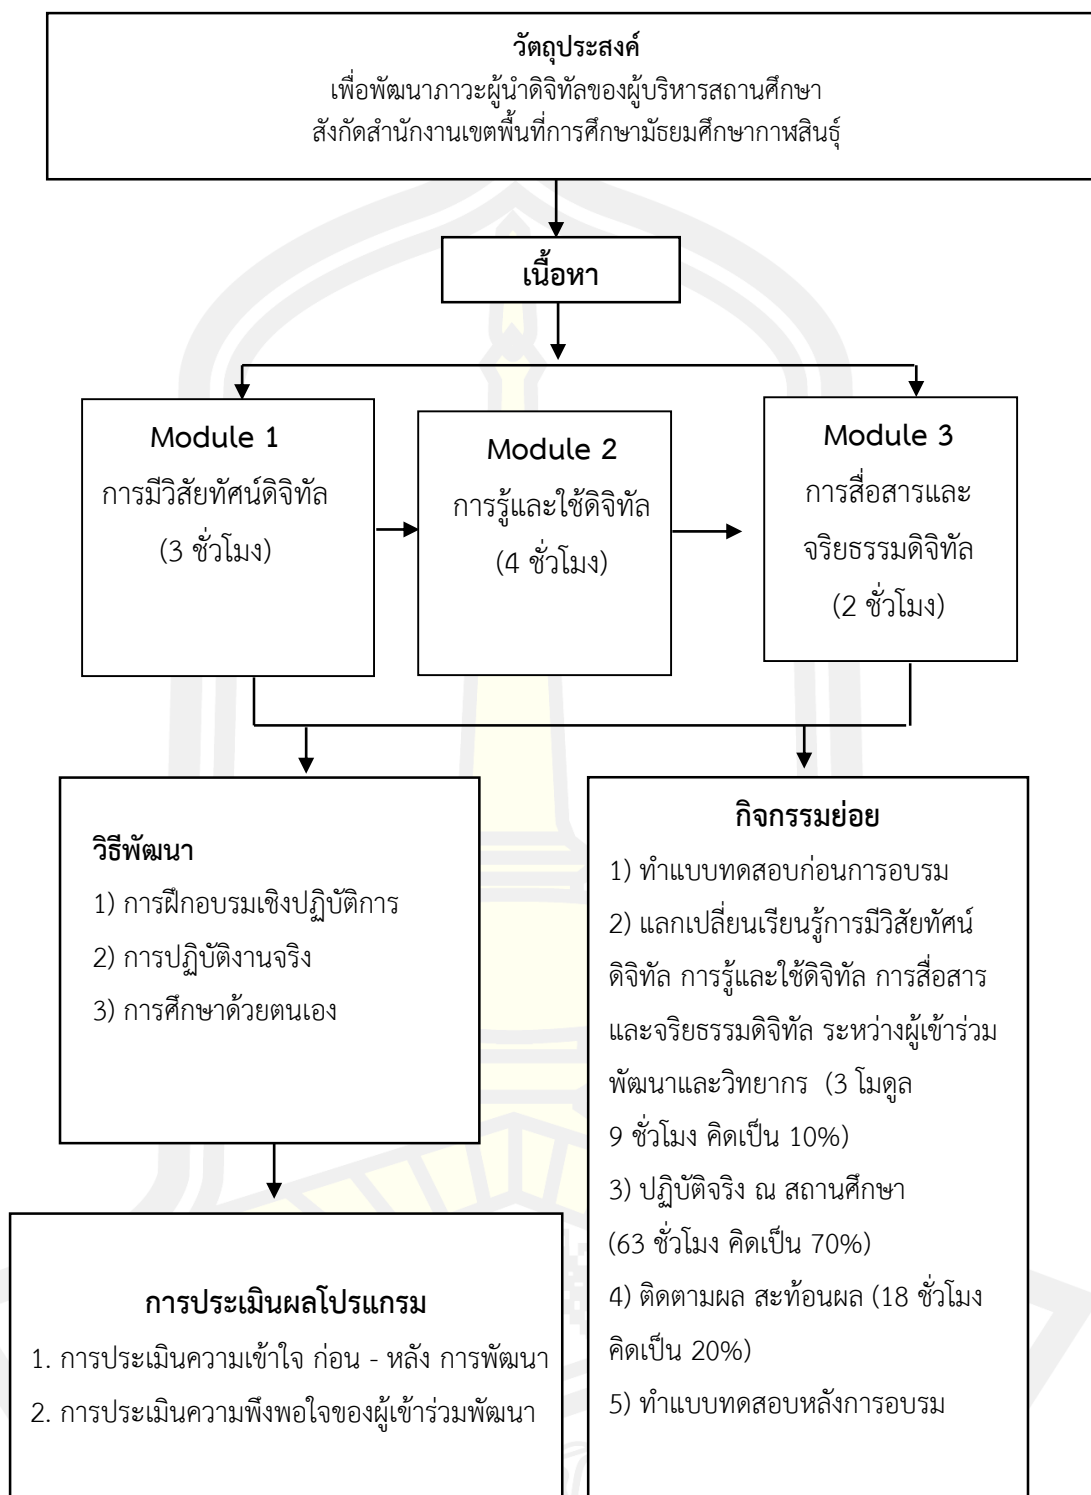 วัตถุประสงค์
เพื่อพัฒนาภาวะผู้นำดิจิทัลของผู้บริหารสถานศึกษา
สังกัดสำนักงานเขตพื้นที่การศึกษามัธยมศึกษากาฬสินธุ์
เนื้อหา
Module 1
การมีวิสัยทัศน์ดิจิทัล
(3 ชั่วโมง)
Module 2
การรู้และใช้ดิจิทัล
(4 ชั่วโมง)
Module 3
การสื่อสารและ
จริยธรรมดิจิทัล
(2 ชั่วโมง)
วิธีพัฒนา
1) การฝึกอบรมเชิงปฏิบัติการ
2) การปฏิบัติงานจริง
3) การศึกษาด้วยตนเอง
กิจกรรมย่อย
1) ทำแบบทดสอบก่อนการอบรม
2) แลกเปลี่ยนเรียนรู้การมีวิสัยทัศน์
ดิจิทัล การรู้และใช้ดิจิทัล การสื่อสาร
และจริยธรรมดิจิทัล ระหว่างผู้เข้าร่วม
พัฒนาและวิทยากร (3 โมดูล
9 ชั่วโมง คิดเป็น 10%)
3) ปฏิบัติจริง ณ สถานศึกษา
(63 ชั่วโมง คิดเป็น 70%)
4) ติดตามผล สะท้อนผล (18 ชั่วโมง
คิดเป็น 20%)
5) ทำแบบทดสอบหลังการอบรม
การประเมินผลโปรแกรม
1. การประเมินความเข้าใจ ก่อน - หลัง การพัฒนา
2. การประเมินความพึงพอใจของผู้เข้าร่วมพัฒนา